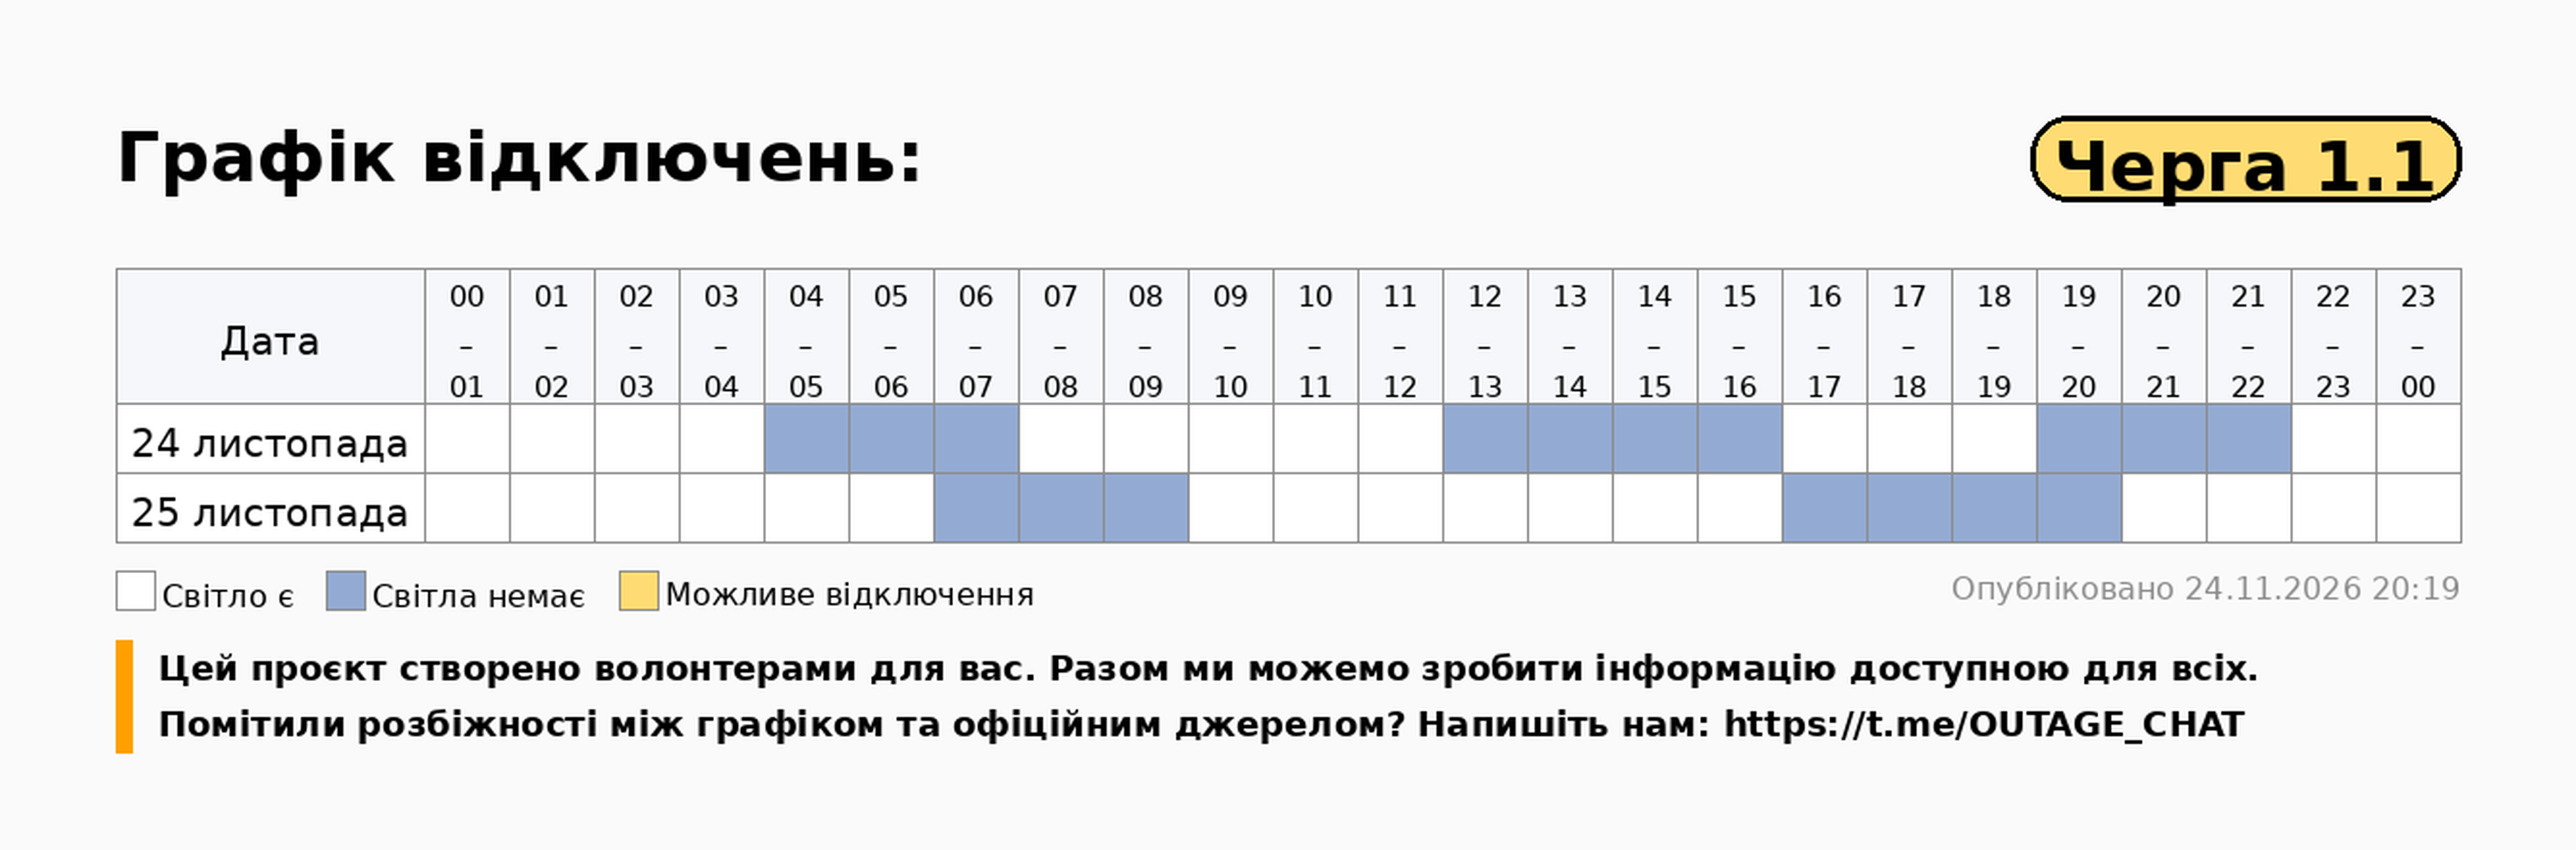 Графік відключень:
Черга 1.1
Дата 00 – 01 01 – 02 02 – 03 03 – 04 04 – 05 05 – 06 06 – 07 07 – 08 08 – 09 09 – 10 10 – 11 11 – 12 12 – 13 13 – 14 14 – 15 15 – 16 16 – 17 17 – 18 18 – 19 19 – 20 20 – 21 21 – 22 22 – 23 23 – 00
24 листопада
25 листопада
Світло є Світла немає Можливе відключення
Опубліковано 24.11.2026 20:19
Цей проєкт створено волонтерами для вас. Разом ми можемо зробити інформацію доступною для всіх.
Помітили розбіжності між графіком та офіційним джерелом? Напишіть нам: https://t.me/OUTAGE_CHAT